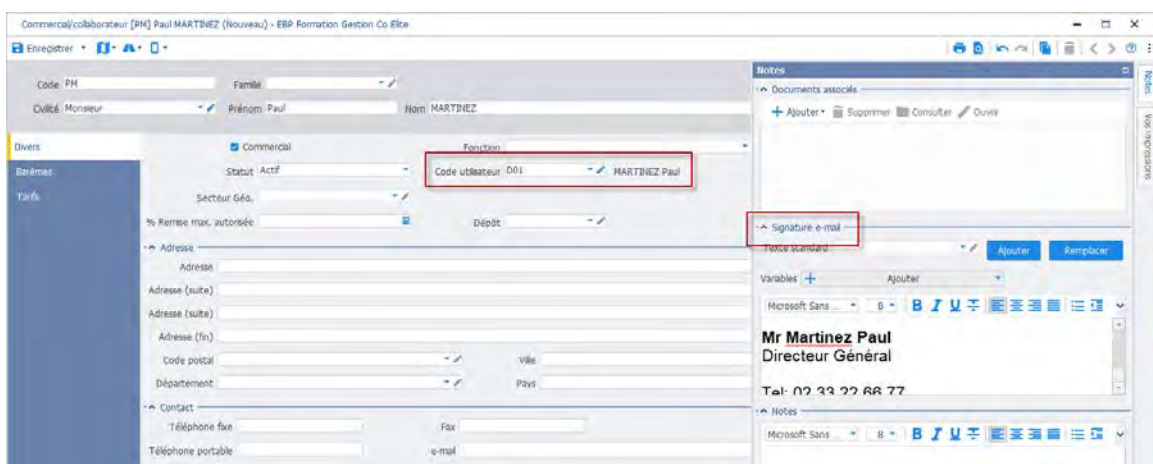 Commercial/collaborateur [PM] Paul MARTINEZ (Nouveau) - EBP Formation Gestion Co Elite
Enregistrer
Code PM
Famille
Civilité Monsieur
Prénom Paul
Nom MARTINEZ
Divers
Barèmes
Tarifs
Commercial
Fonction
Statut Actif
Code utilisateur D01
MARTINEZ Paul
Secteur Géo.
% Remise max. autorisée
Dépôt
Adresse
Adresse
Adresse (suite)
Adresse (suite)
Adresse (fin)
Code postal
Ville
Département
Pays
Contact
Téléphone fixe
Fax
Téléphone portable
e-mail
Notes
Documents associés
Ajouter Supprimer Consulter Ouvrir
Signature e-mail
Texte standard
Ajouter Remplacer
Variables Ajouter
Microsoft Sans ... 8 B I U
Mr Martinez Paul
Directeur Général
Tel: 02 33 22 66 77
Notes
Microsoft Sans ... 8 B I U
Notes
Vos impressions